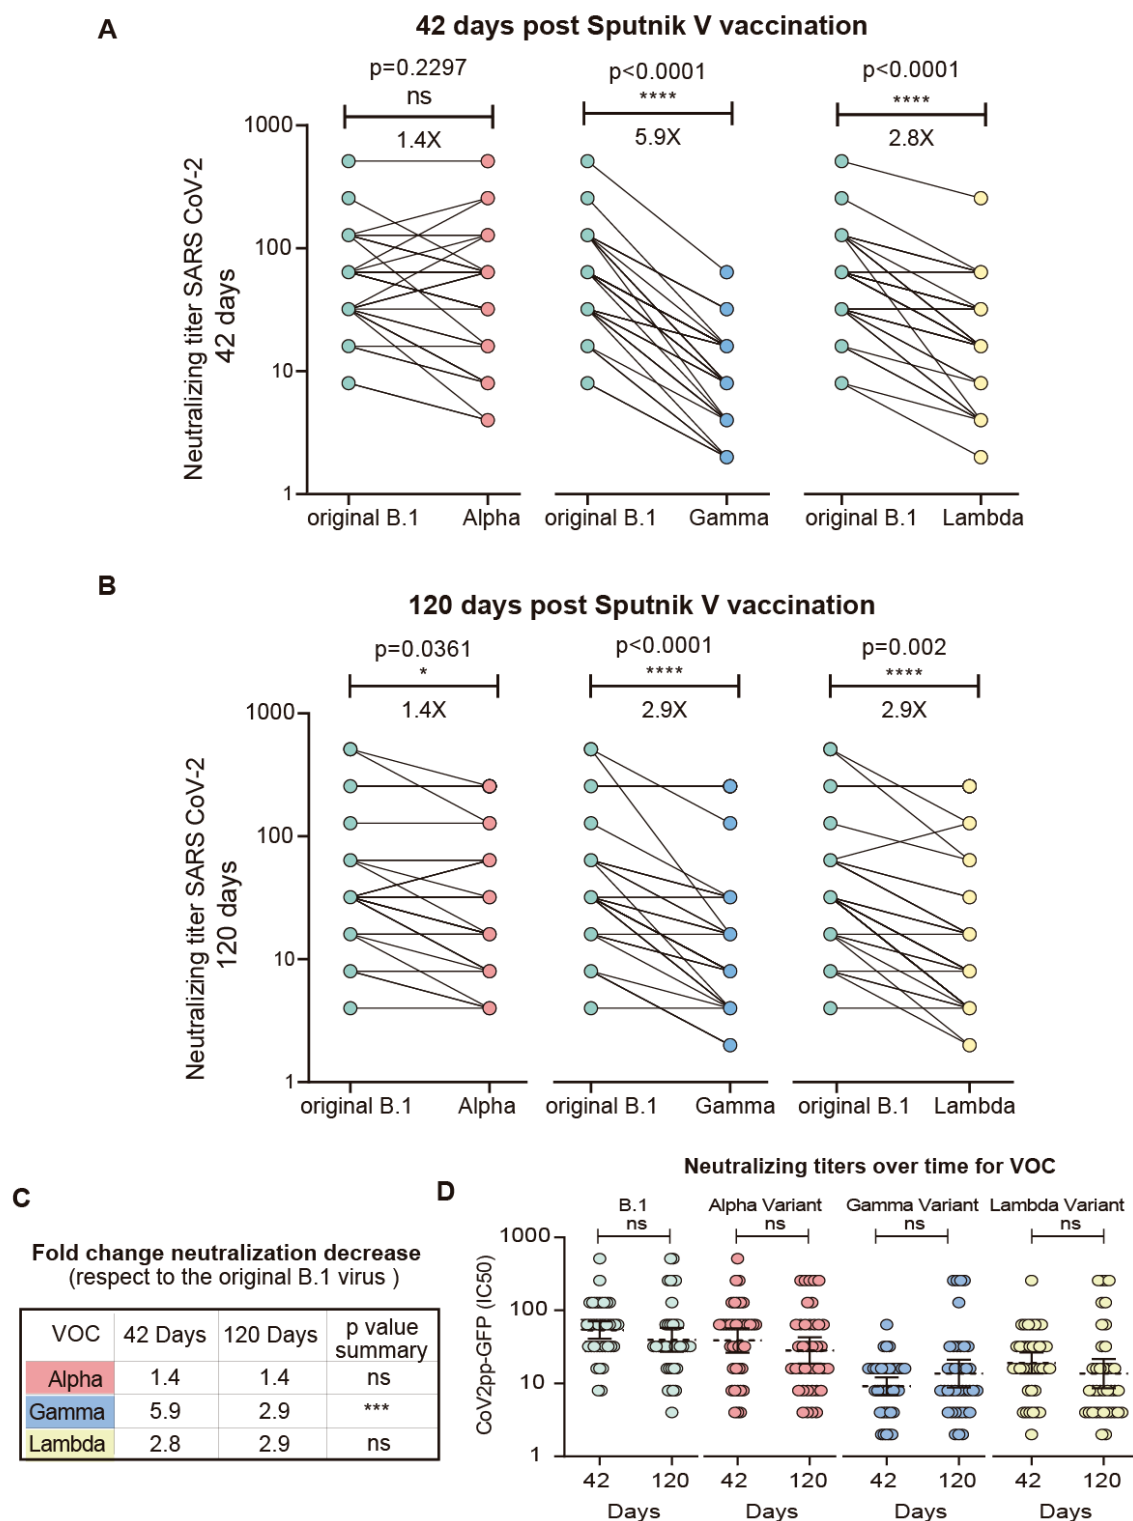 A
42 days post Sputnik V vaccination
p=0.2297
ns
1.4X
p<0.0001
****
5.9X
p<0.0001
****
2.8X
Neutralizing titer SARS CoV-2
42 days
1000
100
10
1
original B.1
Alpha
original B.1
Gamma
original B.1
Lambda
B
120 days post Sputnik V vaccination
p=0.0361
*
1.4X
p<0.0001
****
2.9X
p=0.002
****
2.9X
Neutralizing titer SARS CoV-2
120 days
1000
100
10
1
original B.1
Alpha
original B.1
Gamma
original B.1
Lambda
C
Fold change neutralization decrease
(respect to the original B.1 virus )
VOC 42 Days 120 Days p value summary
Alpha 1.4 1.4 ns
Gamma 5.9 2.9 ***
Lambda 2.8 2.9 ns
D
Neutralizing titers over time for VOC
B.1 Alpha Variant Gamma Variant Lambda Variant
ns ns ns ns
CoV2pp-GFP (IC50)
1000
100
10
1
42 120 42 120 42 120 42 120
Days Days Days Days